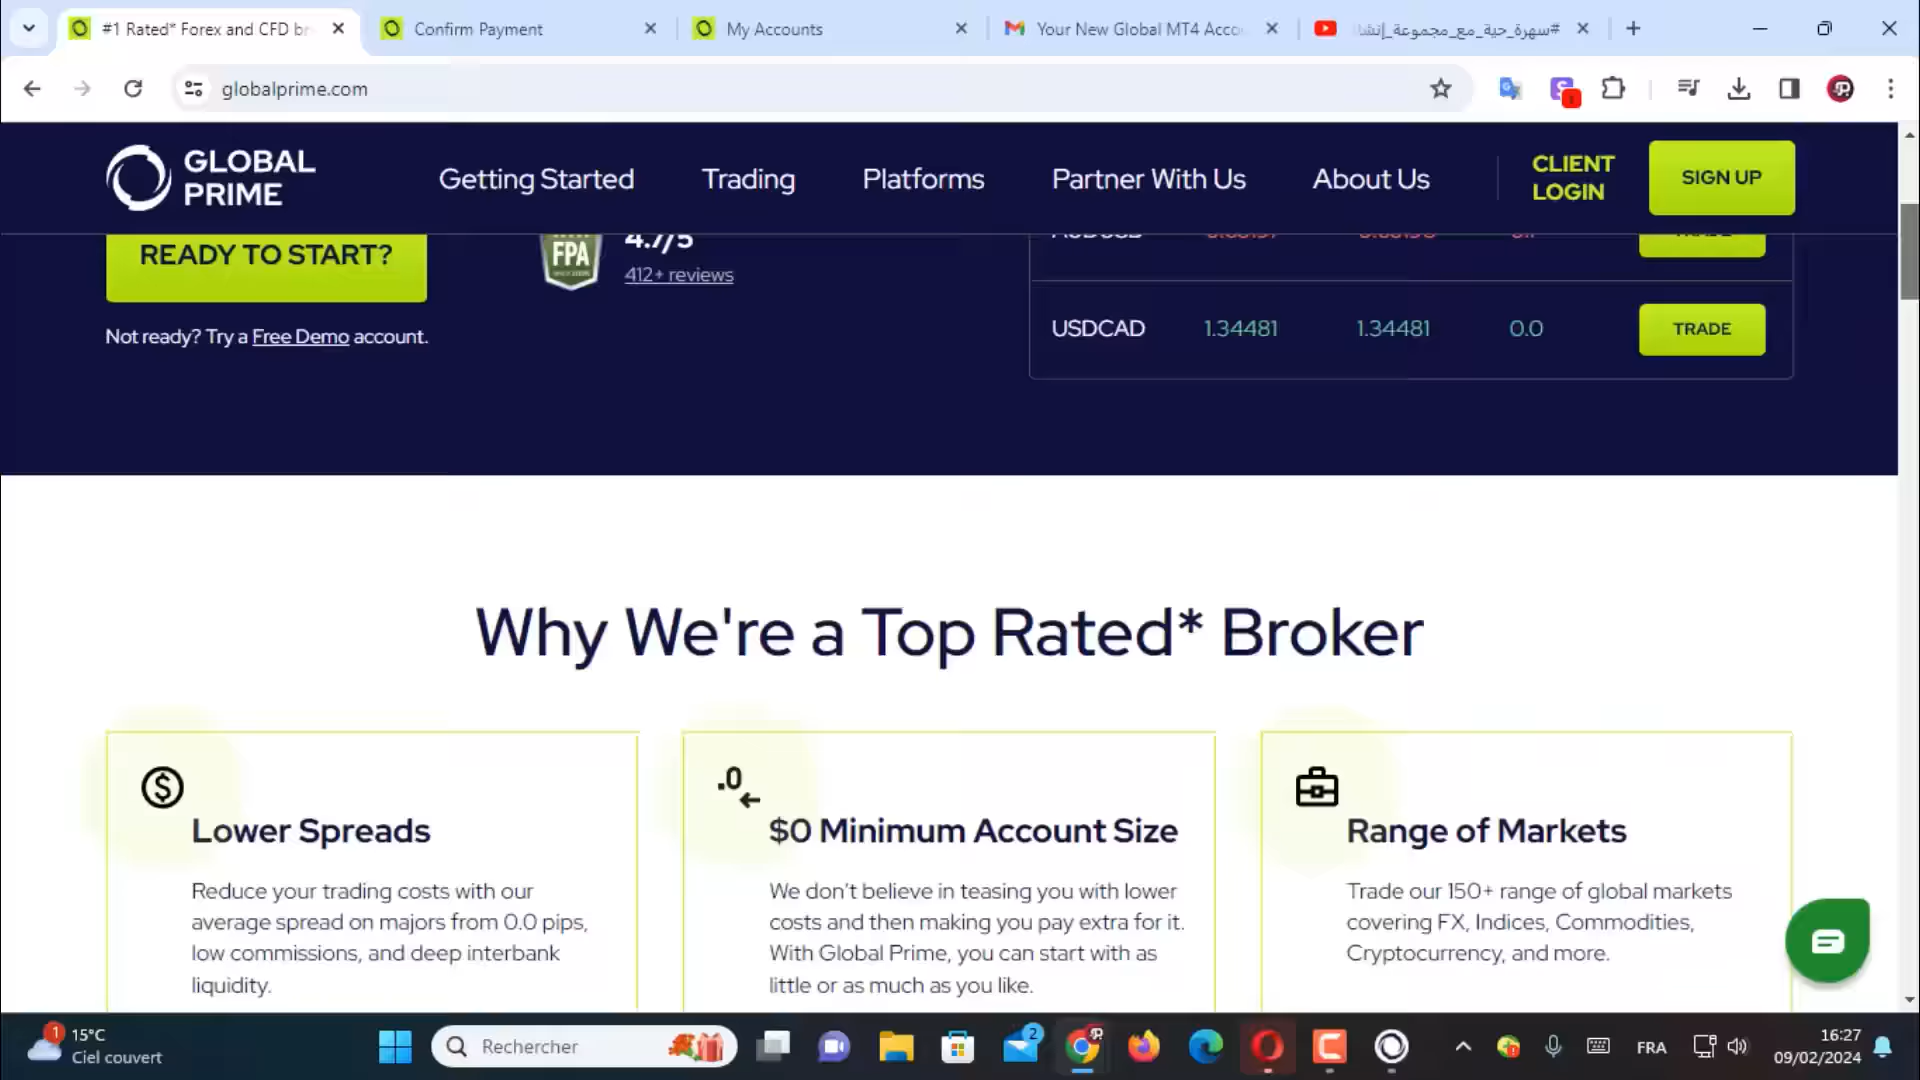 #1 Rated* Forex and CFD br
Confirm Payment
My Accounts
Your New Global MT4 Acco
#سهرة_حية_مع_مجموعة_إنشا
globalprime.com
GLOBAL PRIME
Getting Started
Trading
Platforms
Partner With Us
About Us
CLIENT LOGIN
SIGN UP
READY TO START?
FPA
4.7/5
412+ reviews
Not ready? Try a Free Demo account.
USDCAD 1.34481 1.34481 0.0 TRADE
Why We're a Top Rated* Broker
Lower Spreads
Reduce your trading costs with our
average spread on majors from 0.0 pips,
low commissions, and deep interbank
liquidity.
.0
$0 Minimum Account Size
We don't believe in teasing you with lower
costs and then making you pay extra for it.
With Global Prime, you can start with as
little or as much as you like.
Range of Markets
Trade our 150+ range of global markets
covering FX, Indices, Commodities,
Cryptocurrency, and more.
1
15°C
Ciel couvert
Rechercher
2
FRA
16:27
09/02/2024